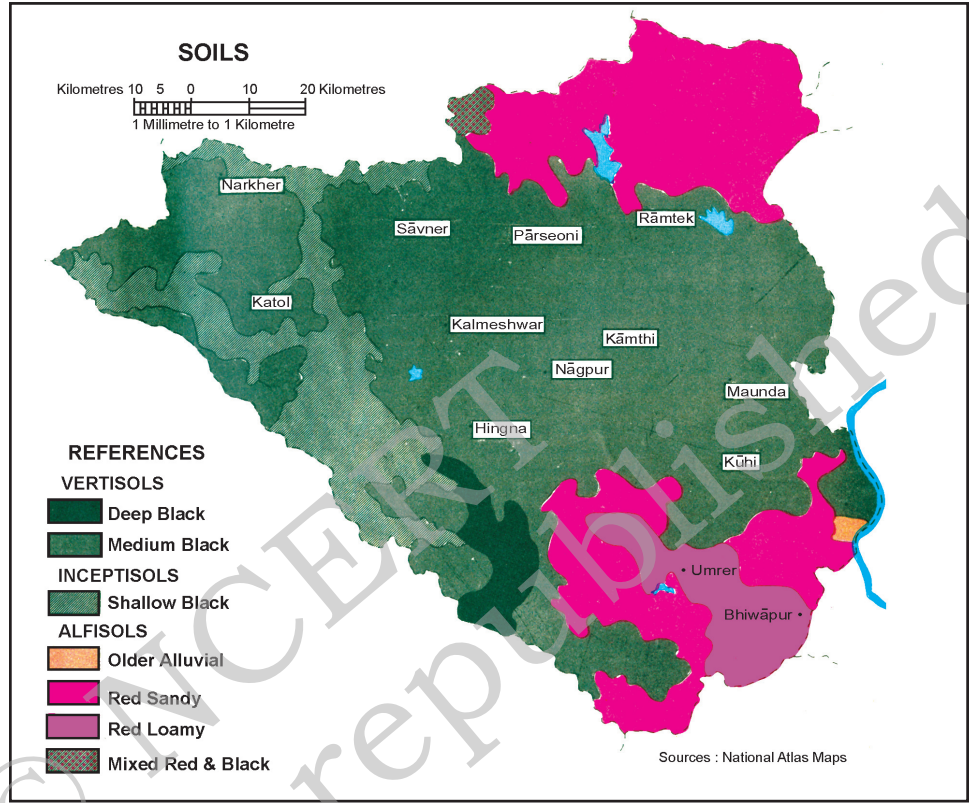 SOILS
Kilometres 10 5 0 10 20 Kilometres
1 Millimetre to 1 Kilometre
Narkher
Sāvner
Pārseoni
Rāmtek
Katol
Kalmeshwar
Kāmthi
Nāgpur
Maunda
Hingna
Kūhi
Umrer
Bhiwāpur
REFERENCES
VERTISOLS
Deep Black
Medium Black
INCEPTISOLS
Shallow Black
ALFISOLS
Older Alluvial
Red Sandy
Red Loamy
Mixed Red & Black
Sources : National Atlas Maps
© NCERT
republished